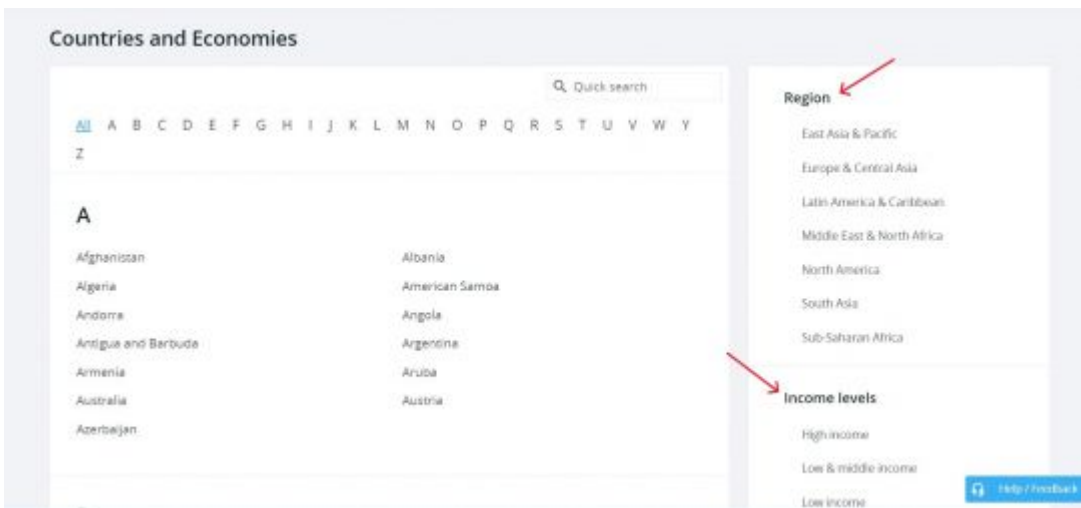 Countries and Economies
Quick search
All A B C D E F G H I J K L M N O P Q R S T U V W Y
Z
A
Afghanistan Albania
Algeria American Samoa
Andorra Angola
Antigua and Barbuda Argentina
Armenia Aruba
Australia Austria
Azerbaijan
Region
East Asia & Pacific
Europe & Central Asia
Latin America & Caribbean
Middle East & North Africa
North America
South Asia
Sub-Saharan Africa
Income levels
High income
Low & middle income
Low income
Help / Feedback